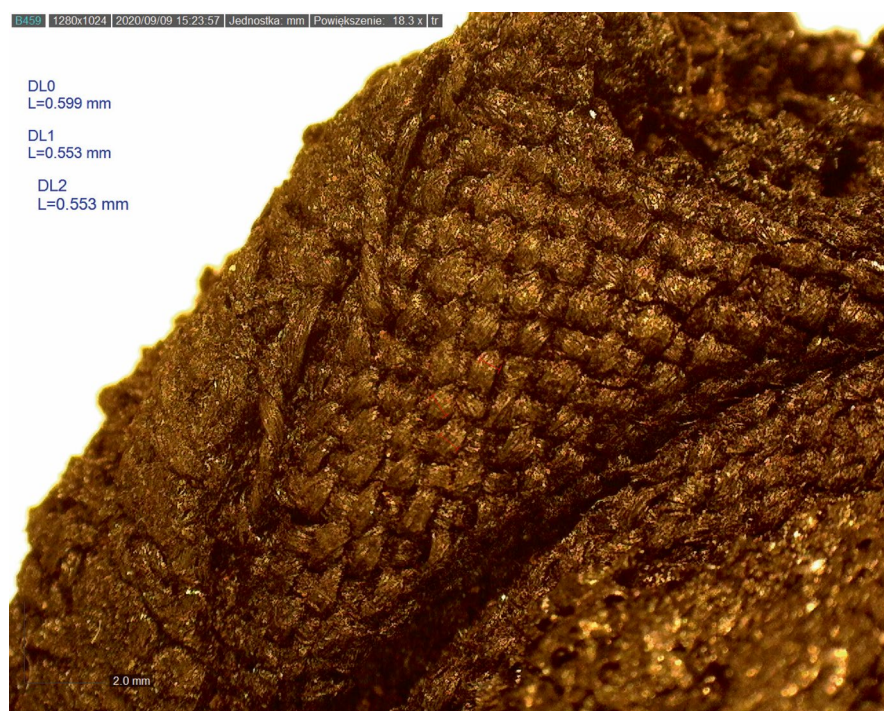 B459 1280x1024 2020/09/09 15:23:57 Jednostka: mm Powiększenie: 18.3 x tr
DL0
L=0.599 mm
DL1
L=0.553 mm
DL2
L=0.553 mm
2.0 mm